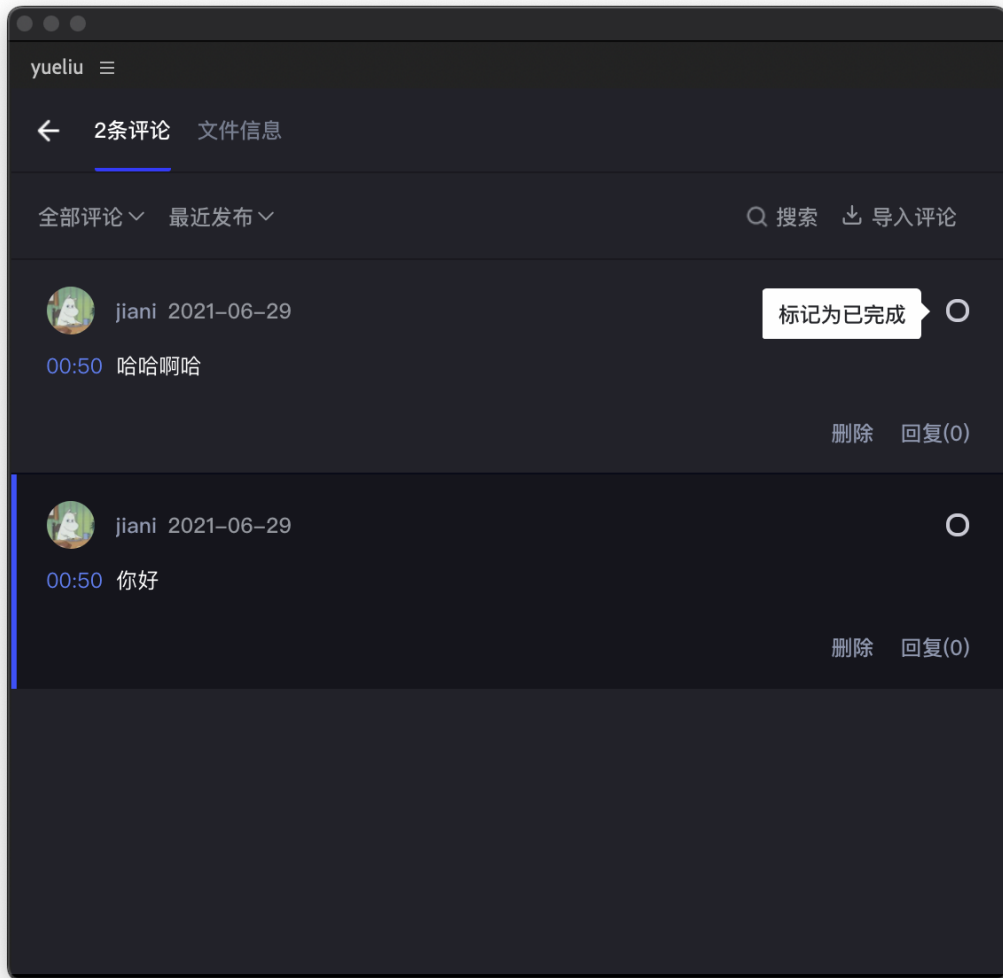 yueliu
2条评论 文件信息
全部评论 最近发布 搜索 导入评论
jiani 2021-06-29 标记为已完成
00:50 哈哈啊哈
删除 回复(0)
jiani 2021-06-29
00:50 你好
删除 回复(0)